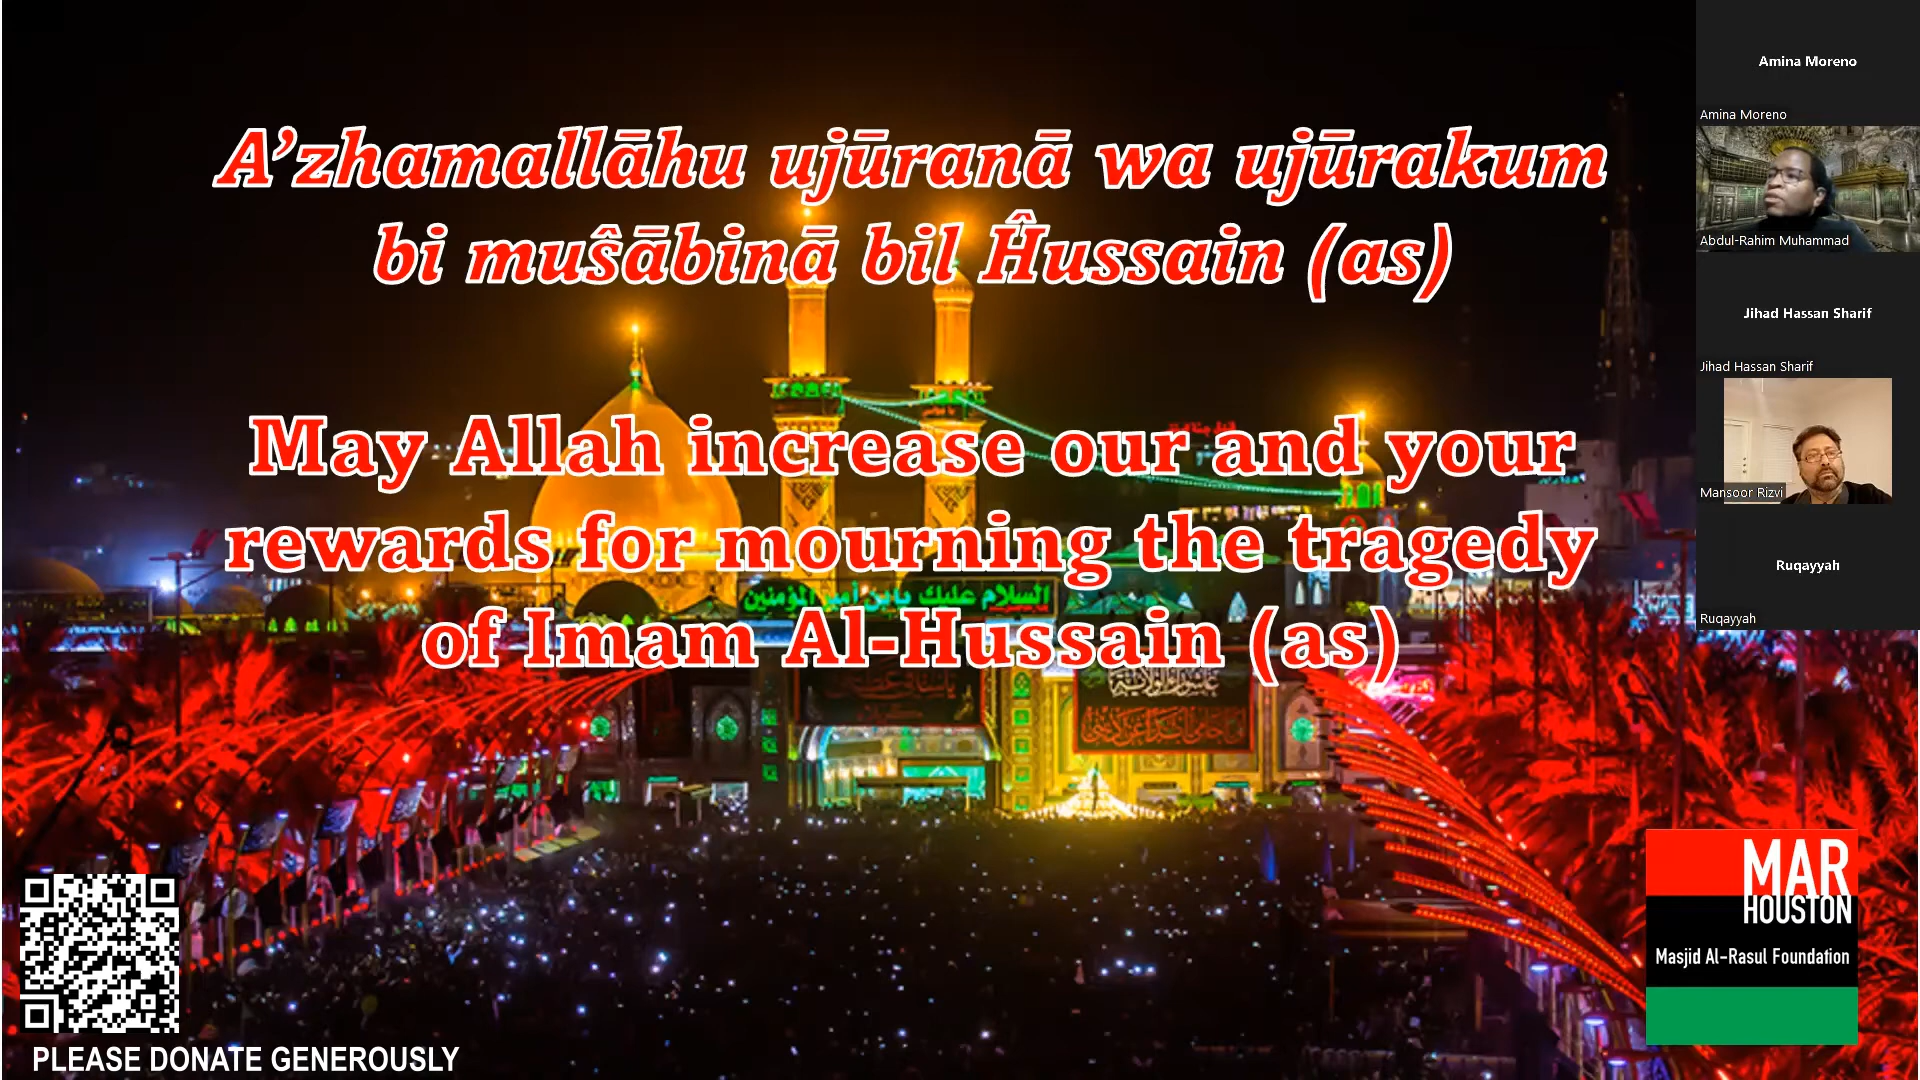 A’zhamallāhu ujūranā wa ujūrakum
bi muŝābinā bil Ĥussain (as)
May Allah increase our and your
rewards for mourning the tragedy
of Imam Al-Hussain (as)
السلام عليك يابن أمير المؤمنين
PLEASE DONATE GENEROUSLY
MAR
HOUSTON
Masjid Al-Rasul Foundation
Amina Moreno
Amina Moreno
Abdul-Rahim Muhammad
Jihad Hassan Sharif
Jihad Hassan Sharif
Mansoor Rizvi
Ruqayyah
Ruqayyah